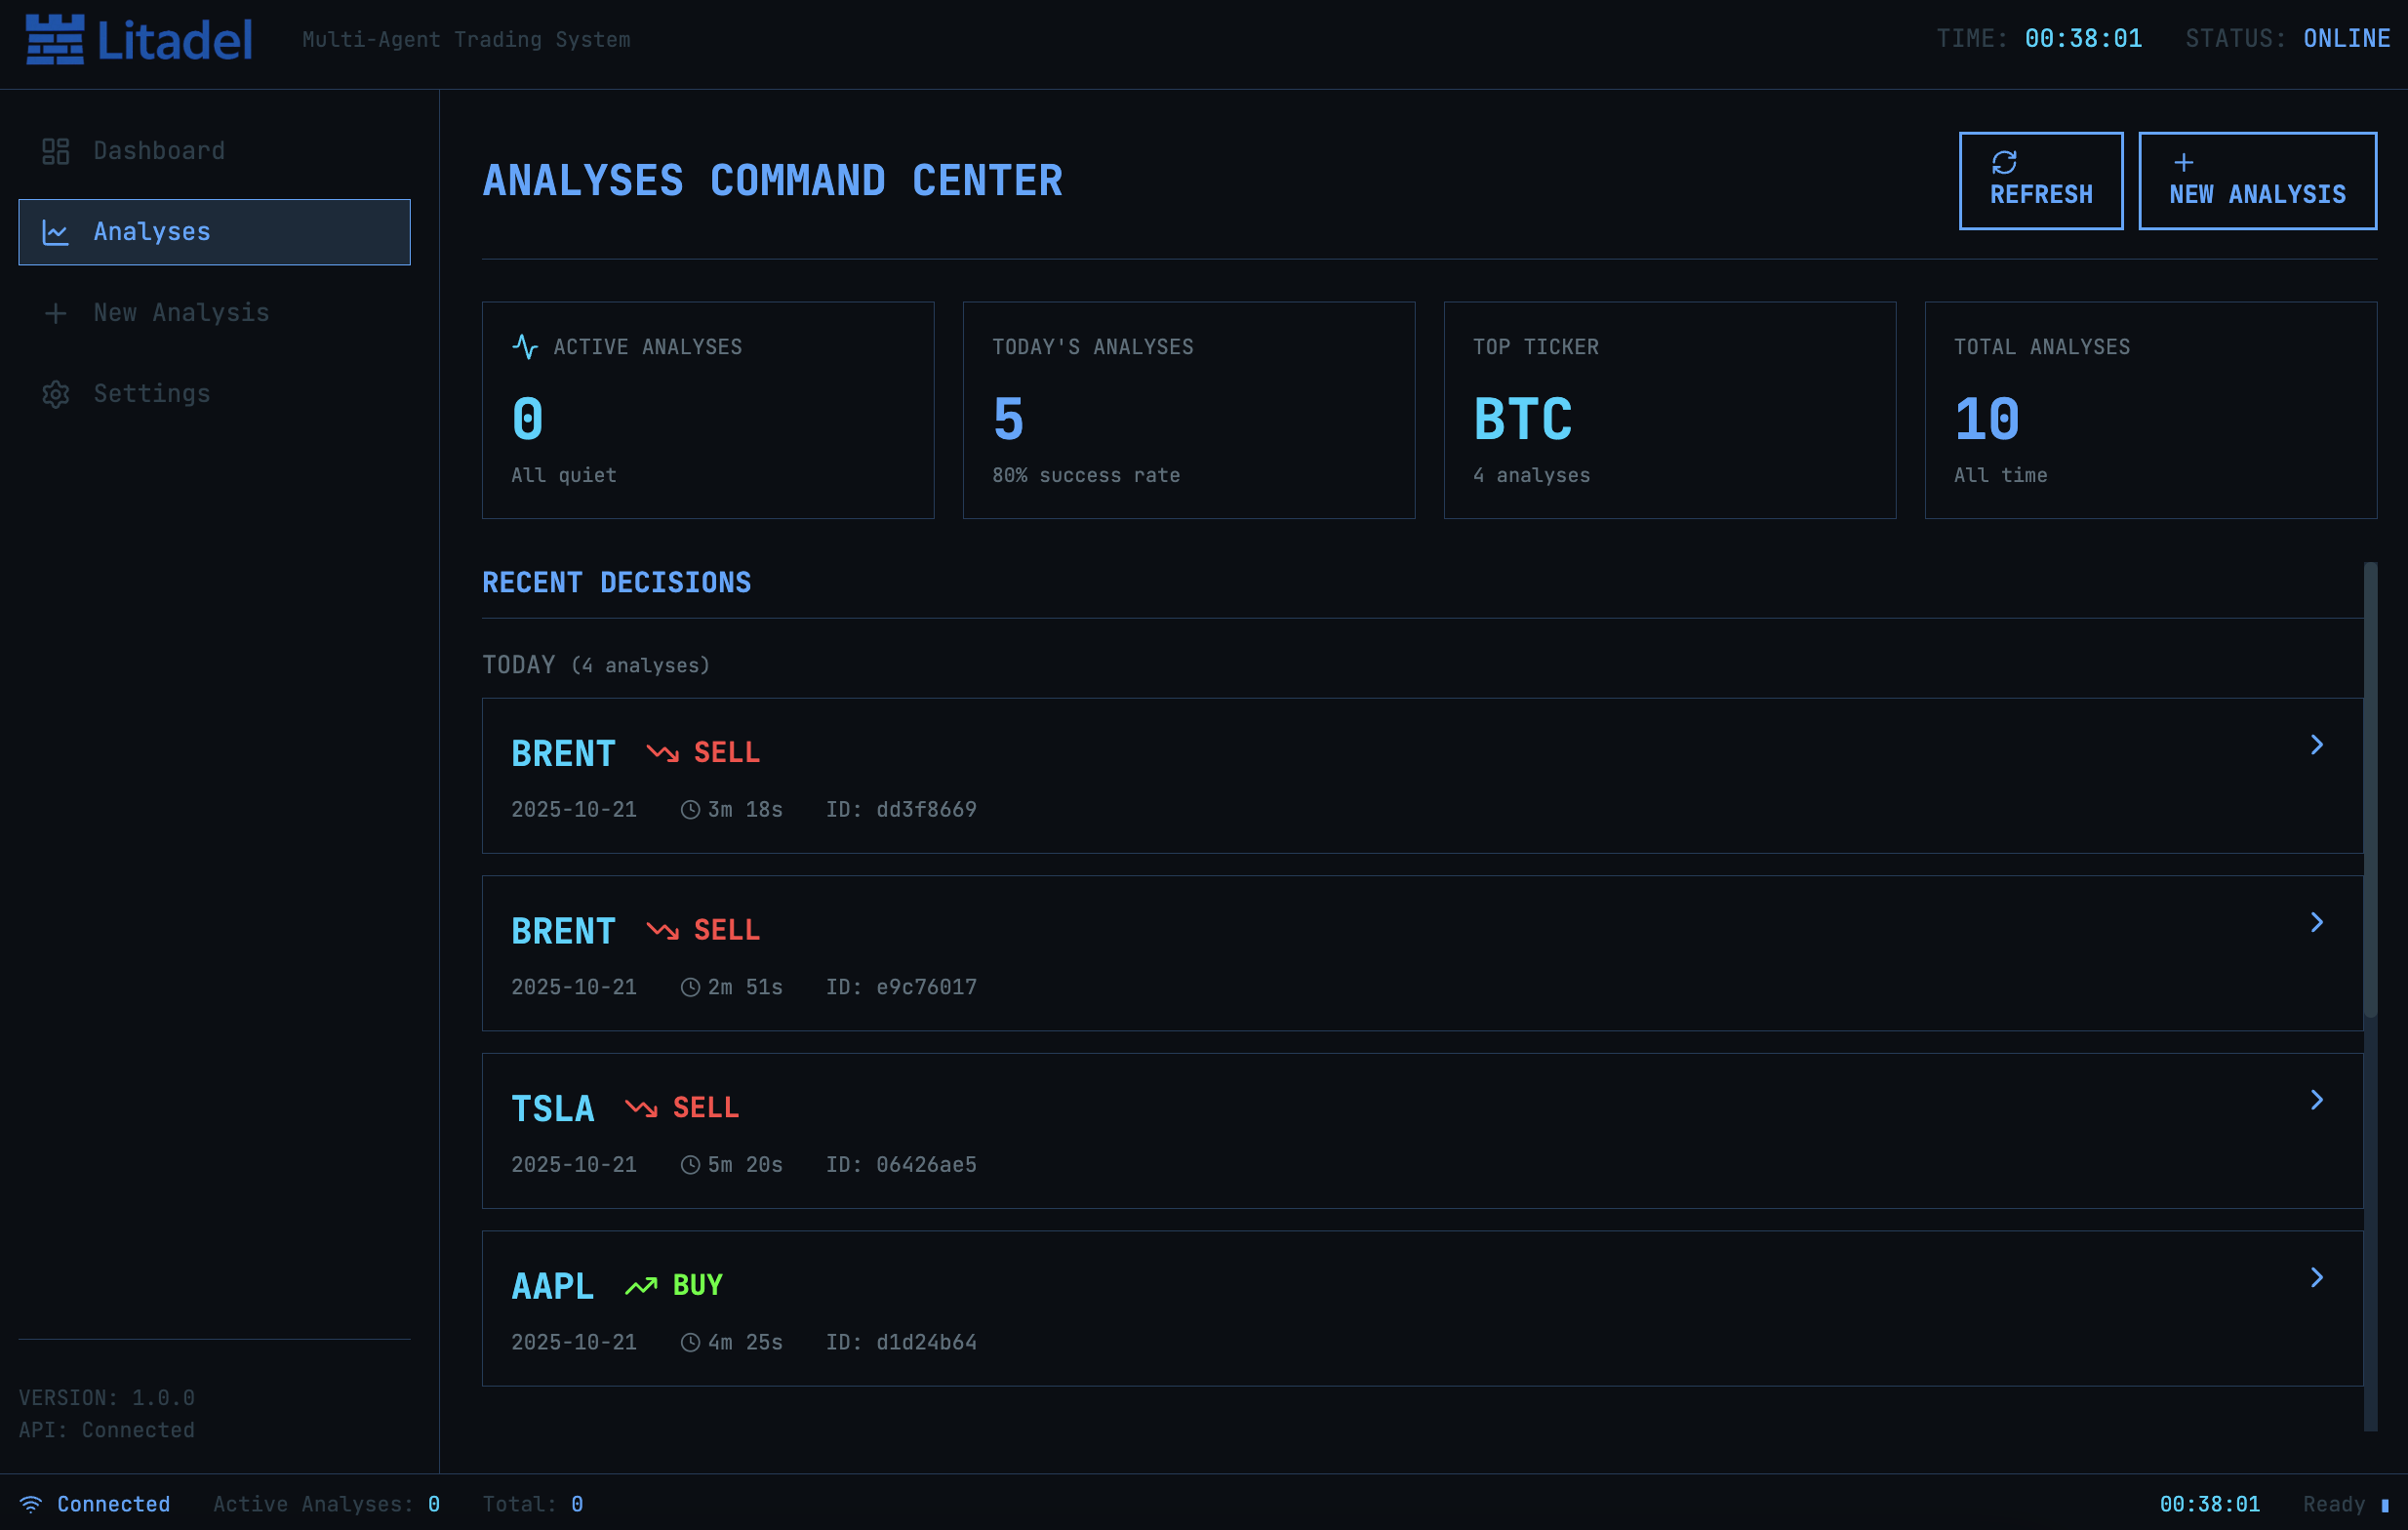 Litadel
Multi-Agent Trading System
TIME: 00:38:01
STATUS: ONLINE
Dashboard
Analyses
New Analysis
Settings
VERSION: 1.0.0
API: Connected
ANALYSES COMMAND CENTER
REFRESH
NEW ANALYSIS
ACTIVE ANALYSES
0
All quiet
TODAY'S ANALYSES
5
80% success rate
TOP TICKER
BTC
4 analyses
TOTAL ANALYSES
10
All time
RECENT DECISIONS
TODAY (4 analyses)
BRENT SELL
2025-10-21 3m 18s ID: dd3f8669
BRENT SELL
2025-10-21 2m 51s ID: e9c76017
TSLA SELL
2025-10-21 5m 20s ID: 06426ae5
AAPL BUY
2025-10-21 4m 25s ID: d1d24b64
Connected Active Analyses: 0 Total: 0
00:38:01 Ready